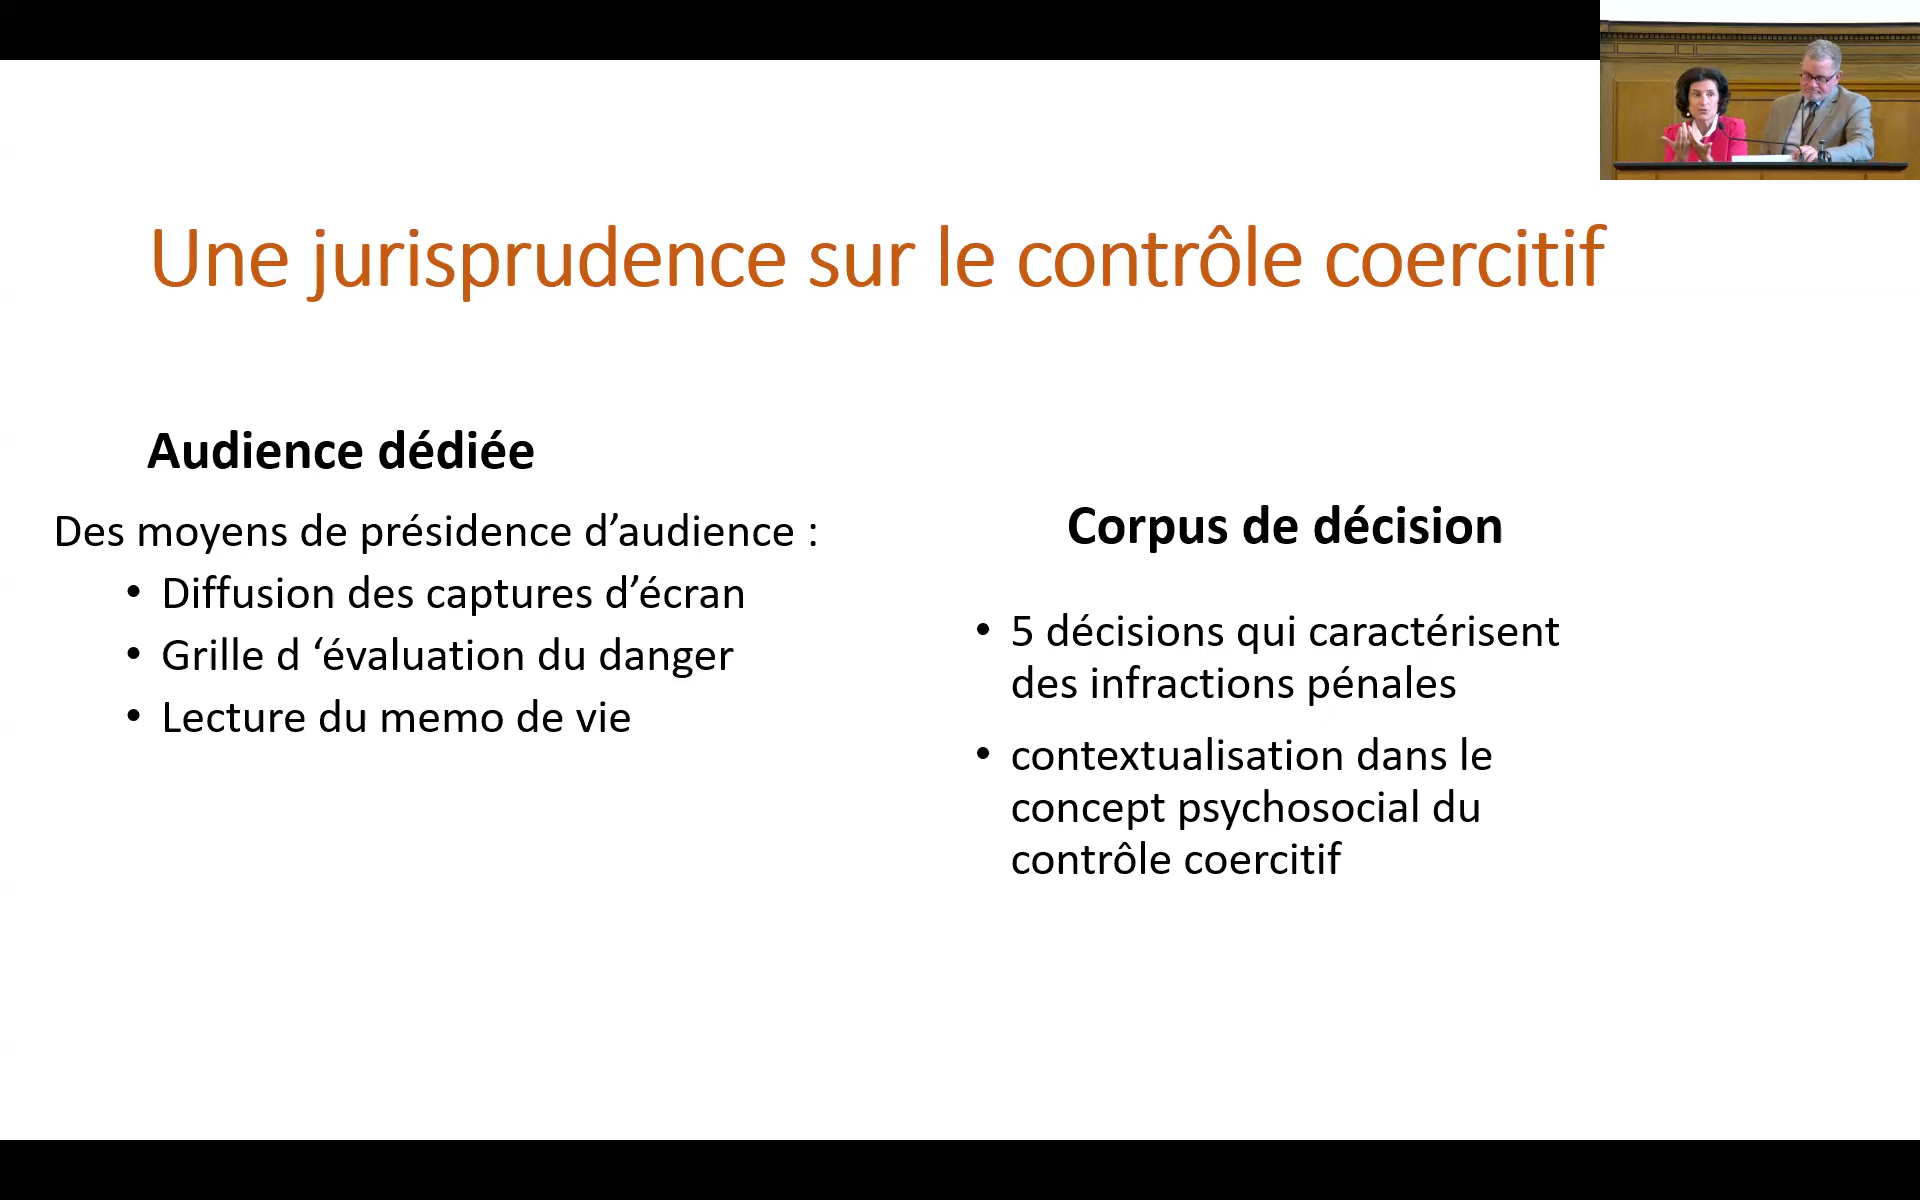 Une jurisprudence sur le contrôle coercitif
Audience dédiée
Des moyens de présidence d’audience :
• Diffusion des captures d’écran
• Grille d ‘évaluation du danger
• Lecture du memo de vie
Corpus de décision
• 5 décisions qui caractérisent
des infractions pénales
• contextualisation dans le
concept psychosocial du
contrôle coercitif